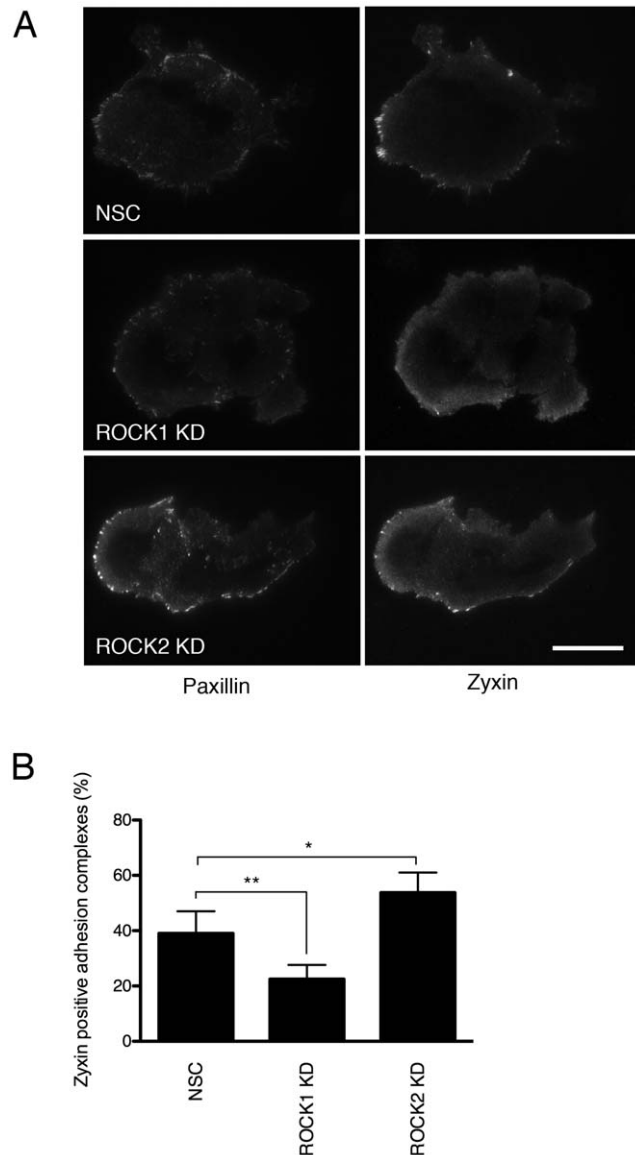 A
NSC
ROCK1 KD
ROCK2 KD
Paxillin Zyxin
B
Zyxin positive adhesion complexes (%)
80
60
40
20
0
*
**
NSC
ROCK1 KD
ROCK2 KD